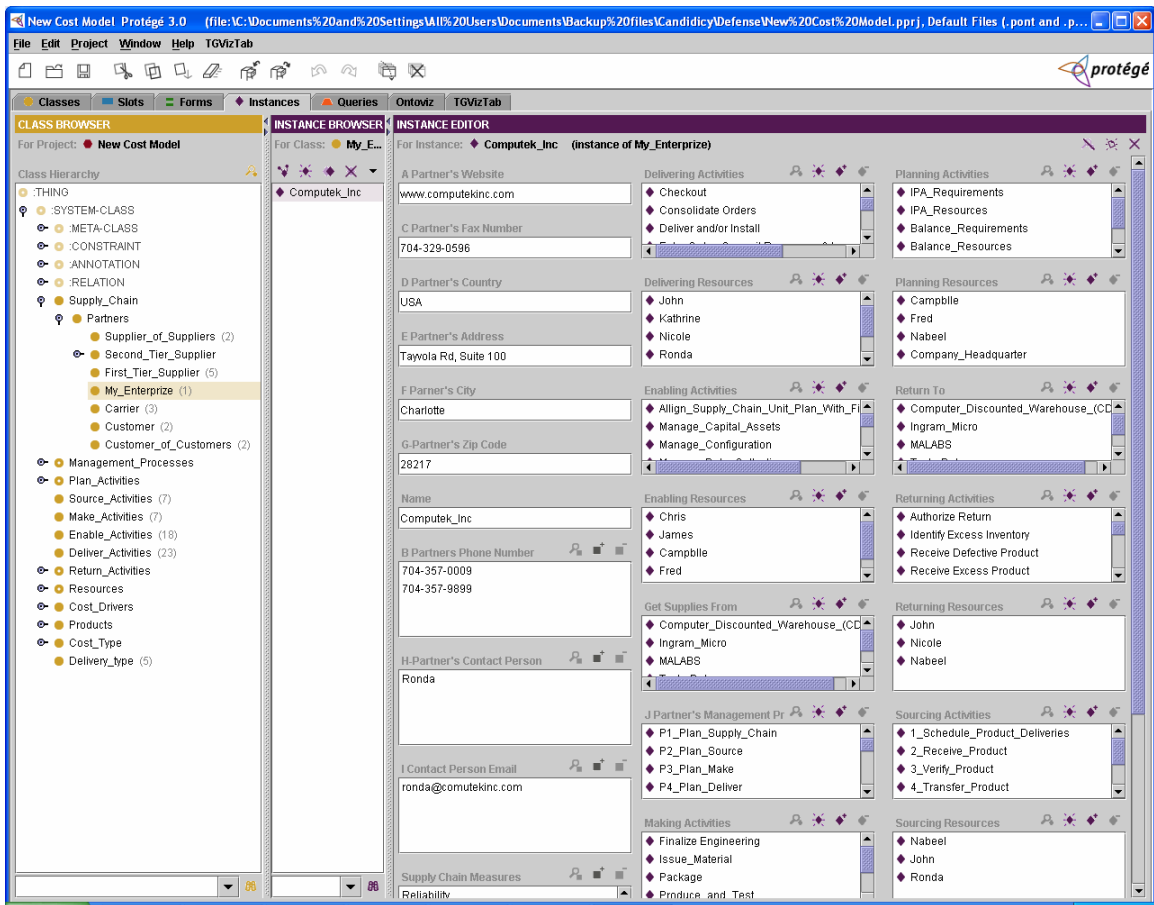 New Cost Model Protégé 3.0 (file:\C:\Documents%20and%20Settings\All%20Users\Documents\Backup%20files\Candidicy\Defense\New%20Cost%20Model.pprj, Default Files (.pont and .p...
File Edit Project Window Help TGVizTab
protégé
Classes Slots Forms Instances Queries Ontoviz TGVizTab
CLASS BROWSER
For Project: New Cost Model
Class Hierarchy
:THING
:SYSTEM-CLASS
:META-CLASS
:CONSTRAINT
:ANNOTATION
:RELATION
Supply_Chain
Partners
Supplier_of_Suppliers (2)
Second_Tier_Supplier
First_Tier_Supplier (5)
My_Enterprize (1)
Carrier (3)
Customer (2)
Customer_of_Customers (2)
Management_Processes
Plan_Activities
Source_Activities (7)
Make_Activities (7)
Enable_Activities (18)
Deliver_Activities (23)
Return_Activities
Resources
Cost_Drivers
Products
Cost_Type
Delivery_type (5)
INSTANCE BROWSER
For Class: My_E...
Computek_Inc
INSTANCE EDITOR
For Instance: Computek_Inc (instance of My_Enterprize)
A Partner's Website
www.computekinc.com
C Partner's Fax Number
704-329-0596
D Partner's Country
USA
E Partner's Address
Tayvola Rd, Suite 100
F Parner's City
Charlotte
G-Partner's Zip Code
28217
Name
Computek_Inc
B Partners Phone Number
704-357-0009
704-357-9899
H-Partner's Contact Person
Ronda
I Contact Person Email
ronda@comutekinc.com
Supply Chain Measures
Reliability
Delivering Activities
Checkout
Consolidate Orders
Deliver and/or Install
Delivering Resources
John
Kathrine
Nicole
Ronda
Enabling Activities
Allign_Supply_Chain_Unit_Plan_With_Fi
Manage_Capital_Assets
Manage_Configuration
Enabling Resources
Chris
James
Campblle
Fred
Get Supplies From
Computer_Discounted_Warehouse_(CD
Ingram_Micro
MALABS
J Partner's Management Pr
P1_Plan_Supply_Chain
P2_Plan_Source
P3_Plan_Make
P4_Plan_Deliver
Making Activities
Finalize Engineering
Issue_Material
Package
Produce_and_Test
Planning Activities
IPA_Requirements
IPA_Resources
Balance_Requirements
Balance_Resources
Planning Resources
Campblle
Fred
Nabeel
Company_Headquarter
Return To
Computer_Discounted_Warehouse_(CD
Ingram_Micro
MALABS
Returning Activities
Authorize Return
Identify Excess Inventory
Receive Defective Product
Receive Excess Product
Returning Resources
John
Nicole
Nabeel
Sourcing Activities
1_Schedule_Product_Deliveries
2_Receive_Product
3_Verify_Product
4_Transfer_Product
Sourcing Resources
Nabeel
John
Ronda